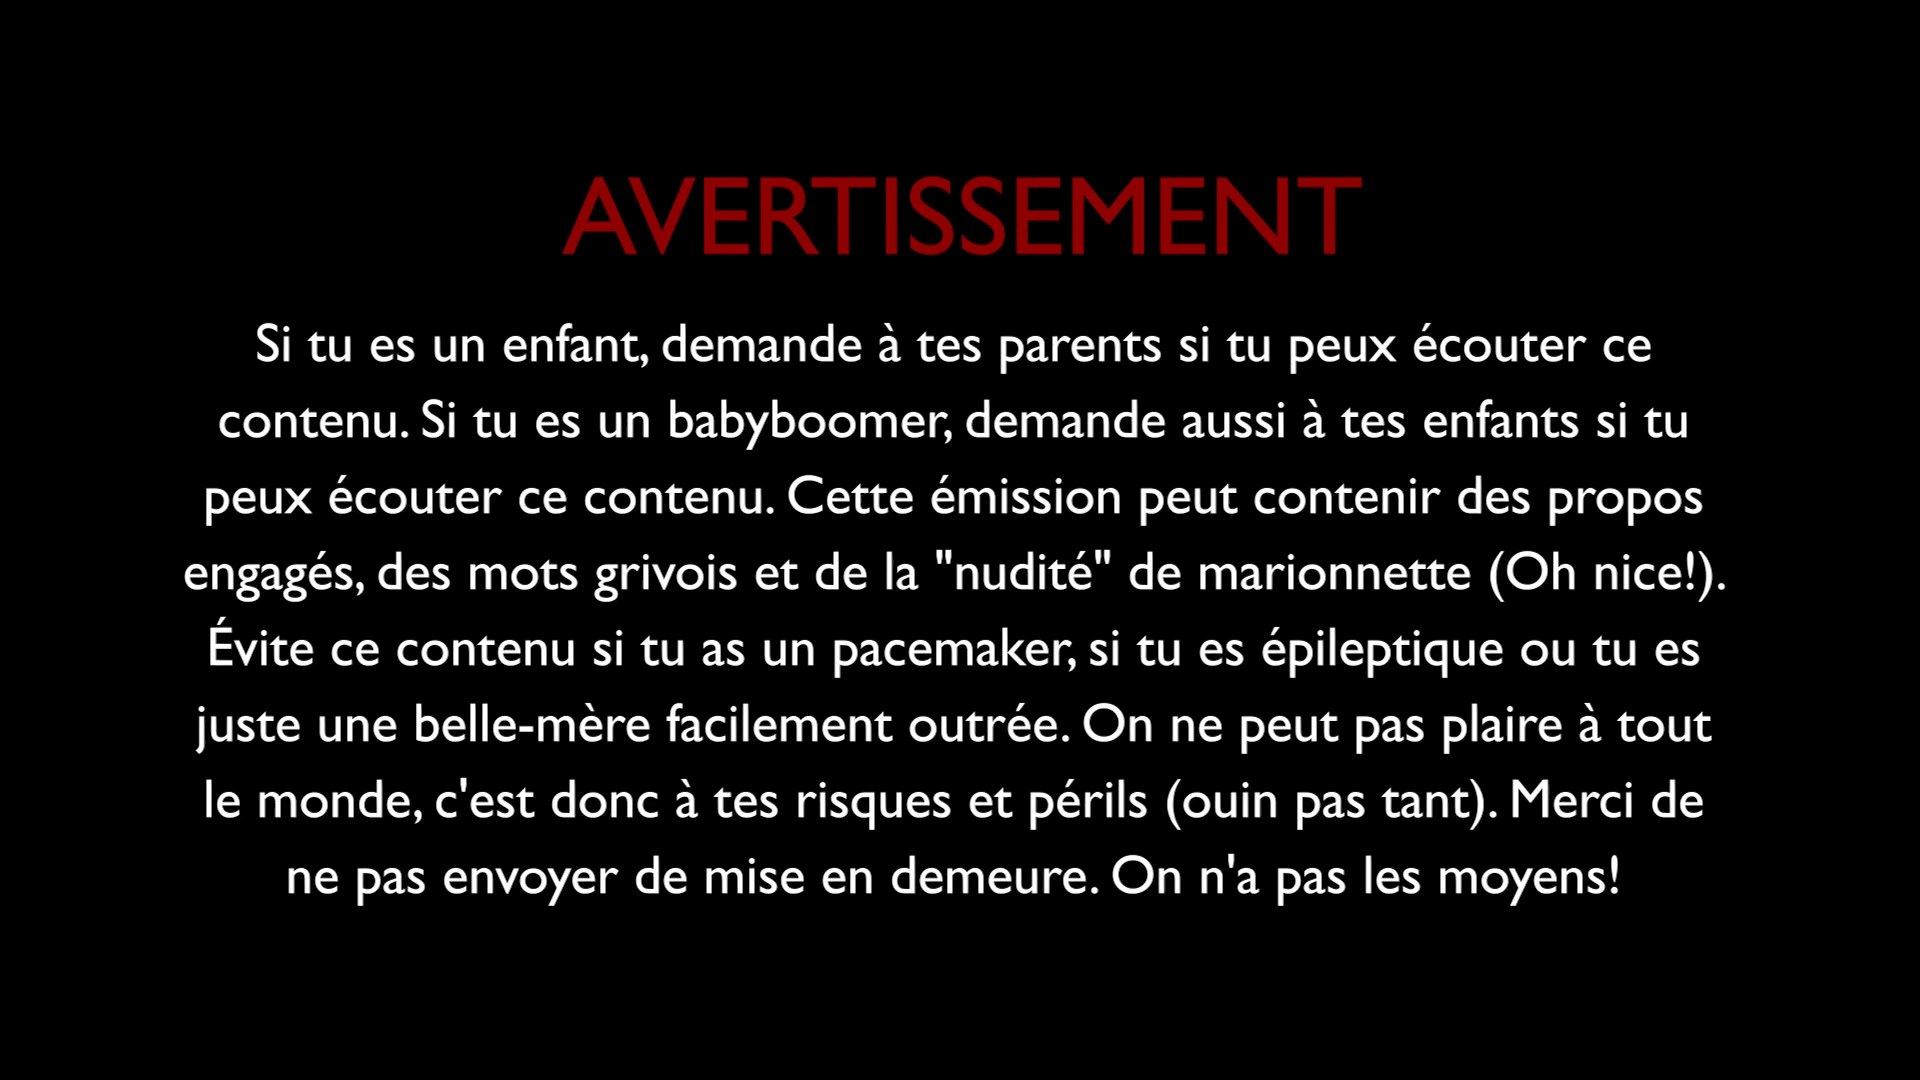 AVERTISSEMENT
Si tu es un enfant, demande à tes parents si tu peux écouter ce
contenu. Si tu es un babyboomer, demande aussi à tes enfants si tu
peux écouter ce contenu. Cette émission peut contenir des propos
engagés, des mots grivois et de la "nudité" de marionnette (Oh nice!).
Évite ce contenu si tu as un pacemaker, si tu es épileptique ou tu es
juste une belle-mère facilement outrée. On ne peut pas plaire à tout
le monde, c'est donc à tes risques et périls (ouin pas tant). Merci de
ne pas envoyer de mise en demeure. On n'a pas les moyens!